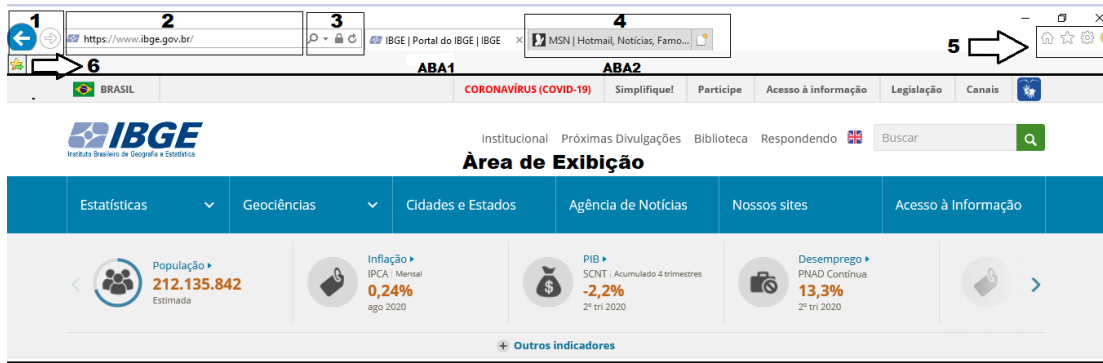 1 2 3 4
https://www.ibge.gov.br/ IBGE | Portal do IBGE | IBGE × MSN | Hotmail, Notícias, Famo...
5
6 ABA1 ABA2
BRASIL CORONAVÍRUS (COVID-19) Simplifique! Participe Acesso à informação Legislação Canais
IBGE Institucional Próximas Divulgações Biblioteca Respondendo Buscar
Instituto Brasileiro de Geografia e Estatística
Àrea de Exibição
Estatísticas Geociências Cidades e Estados Agência de Notícias Nossos sites Acesso à Informação
População Inflação PIB Desemprego
212.135.842 IPCA | Mensal SCNT | Acumulado 4 trimestres PNAD Contínua
Estimada 0,24% -2,2% 13,3%
ago 2020 2º tri 2020 2º tri 2020
+ Outros indicadores